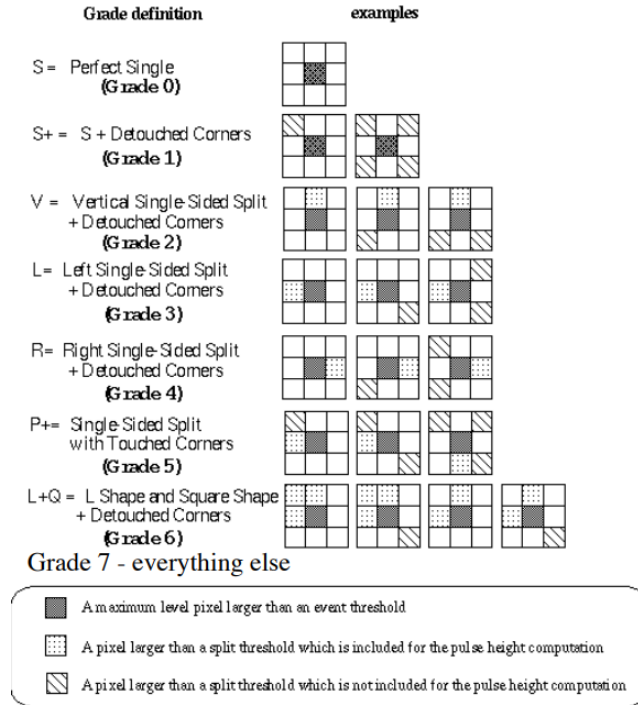 Grade definition examples
S= Perfect Single
(Grade 0)
S+ = S + Detouched Corners
(Grade 1)
V = Vertical Single-Sided Split
+ Detouched Corners
(Grade 2)
L= Left Single-Sided Split
+ Detouched Corners
(Grade 3)
R= Right Single-Sided Split
+ Detouched Corners
(Grade 4)
P+= Single-Sided Split
with Touched Corners
(Grade 5)
L+Q = L Shape and Square Shape
+ Detouched Corners
(Grade 6)
Grade 7 - everything else
A maximum level pixel larger than an event threshold
A pixel larger than a split threshold which is included for the pulse height computation
A pixel larger than a split threshold which is not included for the pulse height computation